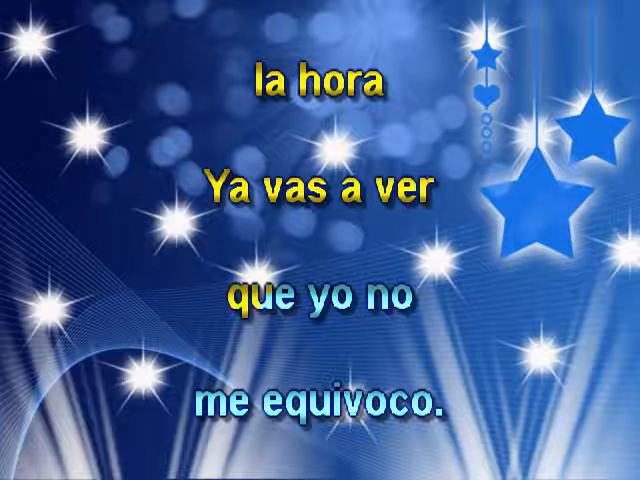 la hora
Ya vas a ver
que yo no
me equivoco.